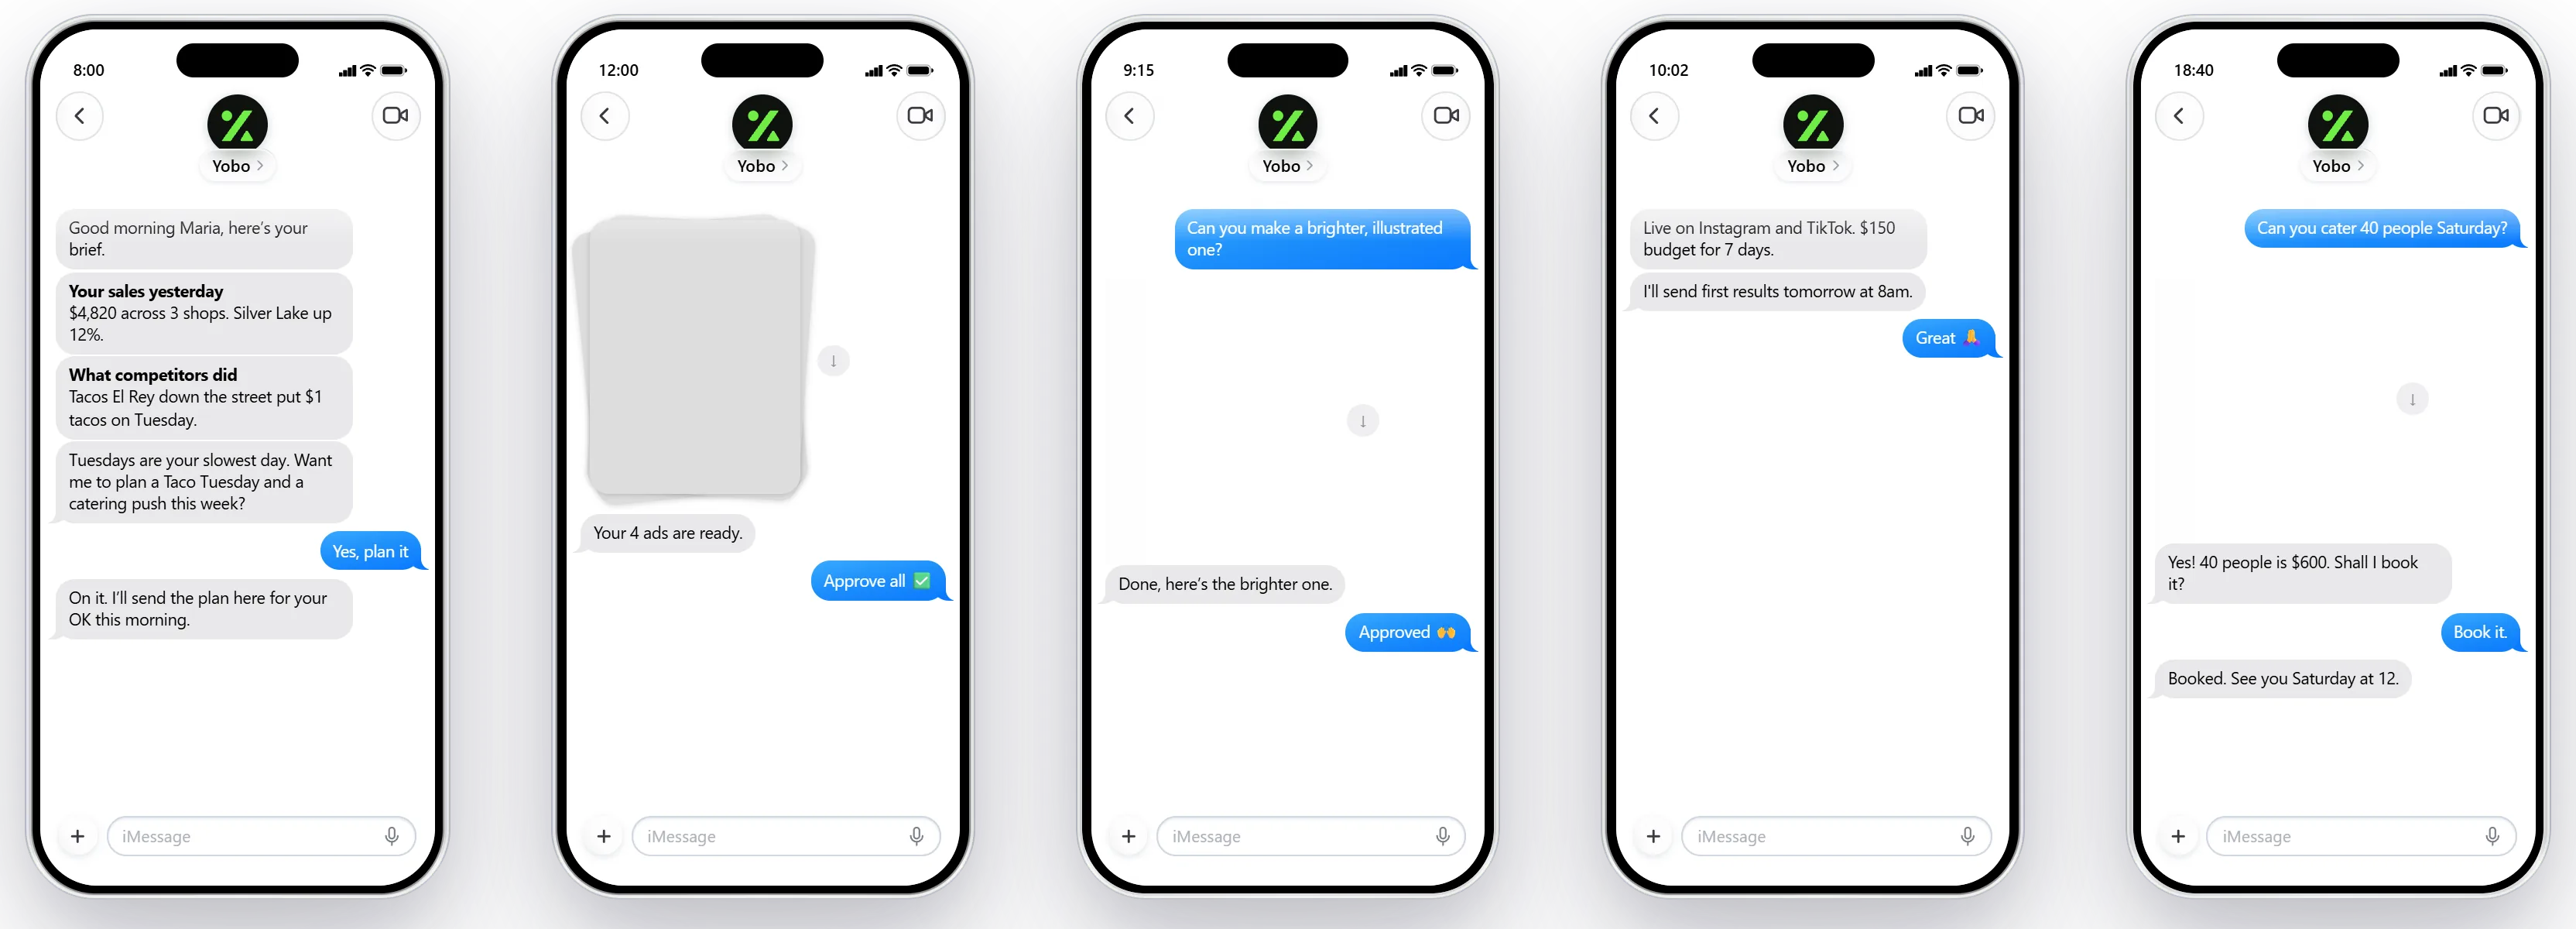 8:00
Yobo
Good morning Maria, here’s your
brief.
Your sales yesterday
$4,820 across 3 shops. Silver Lake up
12%.
What competitors did
Tacos El Rey down the street put $1
tacos on Tuesday.
Tuesdays are your slowest day. Want
me to plan a Taco Tuesday and a
catering push this week?
Yes, plan it
On it. I’ll send the plan here for your
OK this morning.
iMessage
12:00
Yobo
Your 4 ads are ready.
Approve all ✅
iMessage
9:15
Yobo
Can you make a brighter, illustrated
one?
Done, here’s the brighter one.
Approved 🙌
iMessage
10:02
Yobo
Live on Instagram and TikTok. $150
budget for 7 days.
I'll send first results tomorrow at 8am.
Great 🙏
iMessage
18:40
Yobo
Can you cater 40 people Saturday?
Yes! 40 people is $600. Shall I book
it?
Book it.
Booked. See you Saturday at 12.
iMessage